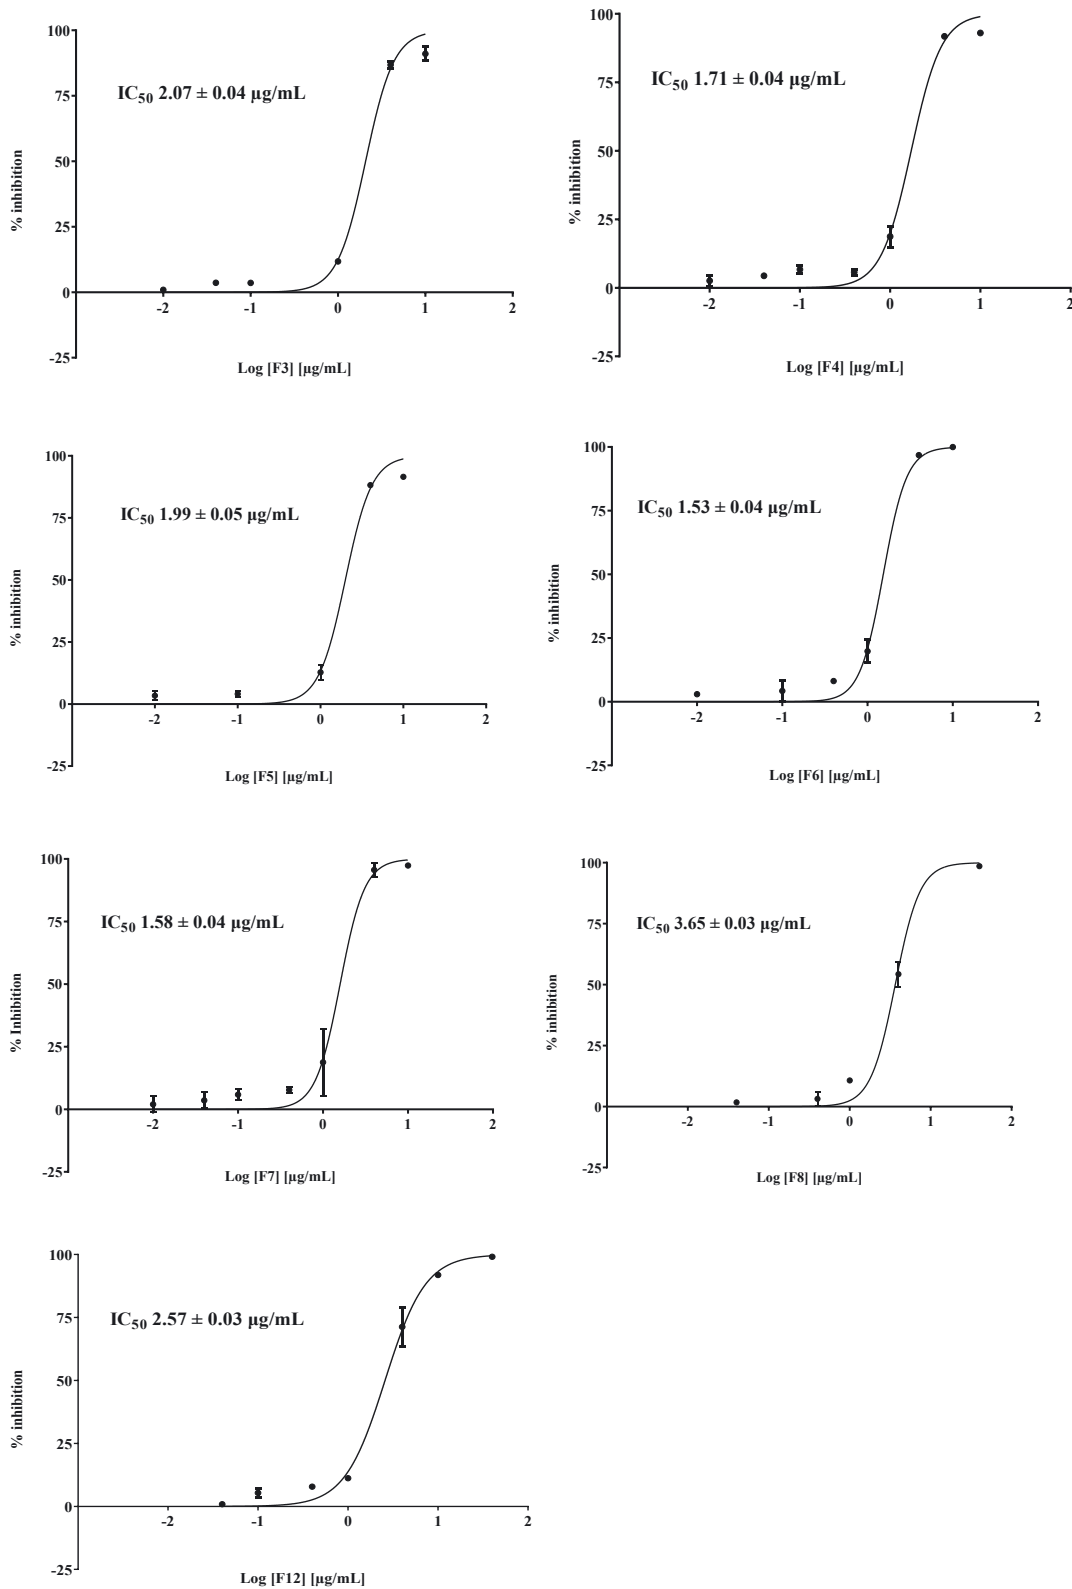 100
75
50
25
0
-25
% inhibition
IC50 2.07 ± 0.04 µg/mL
-2 -1 0 1 2
Log [F3] [µg/mL]
100
75
50
25
0
-25
% inhibition
IC50 1.71 ± 0.04 µg/mL
-2 -1 0 1 2
Log [F4] [µg/mL]
100
75
50
25
0
-25
% inhibition
IC50 1.99 ± 0.05 µg/mL
-2 -1 0 1 2
Log [F5] [µg/mL]
100
75
50
25
0
-25
% inhibition
IC50 1.53 ± 0.04 µg/mL
-2 -1 0 1 2
Log [F6] [µg/mL]
100
75
50
25
0
-25
% Inhibition
IC50 1.58 ± 0.04 µg/mL
-2 -1 0 1 2
Log [F7] [µg/mL]
100
75
50
25
0
-25
% inhibition
IC50 3.65 ± 0.03 µg/mL
-2 -1 0 1 2
Log [F8] [µg/mL]
100
75
50
25
0
-25
% inhibition
IC50 2.57 ± 0.03 µg/mL
-2 -1 0 1 2
Log [F12] [µg/mL]